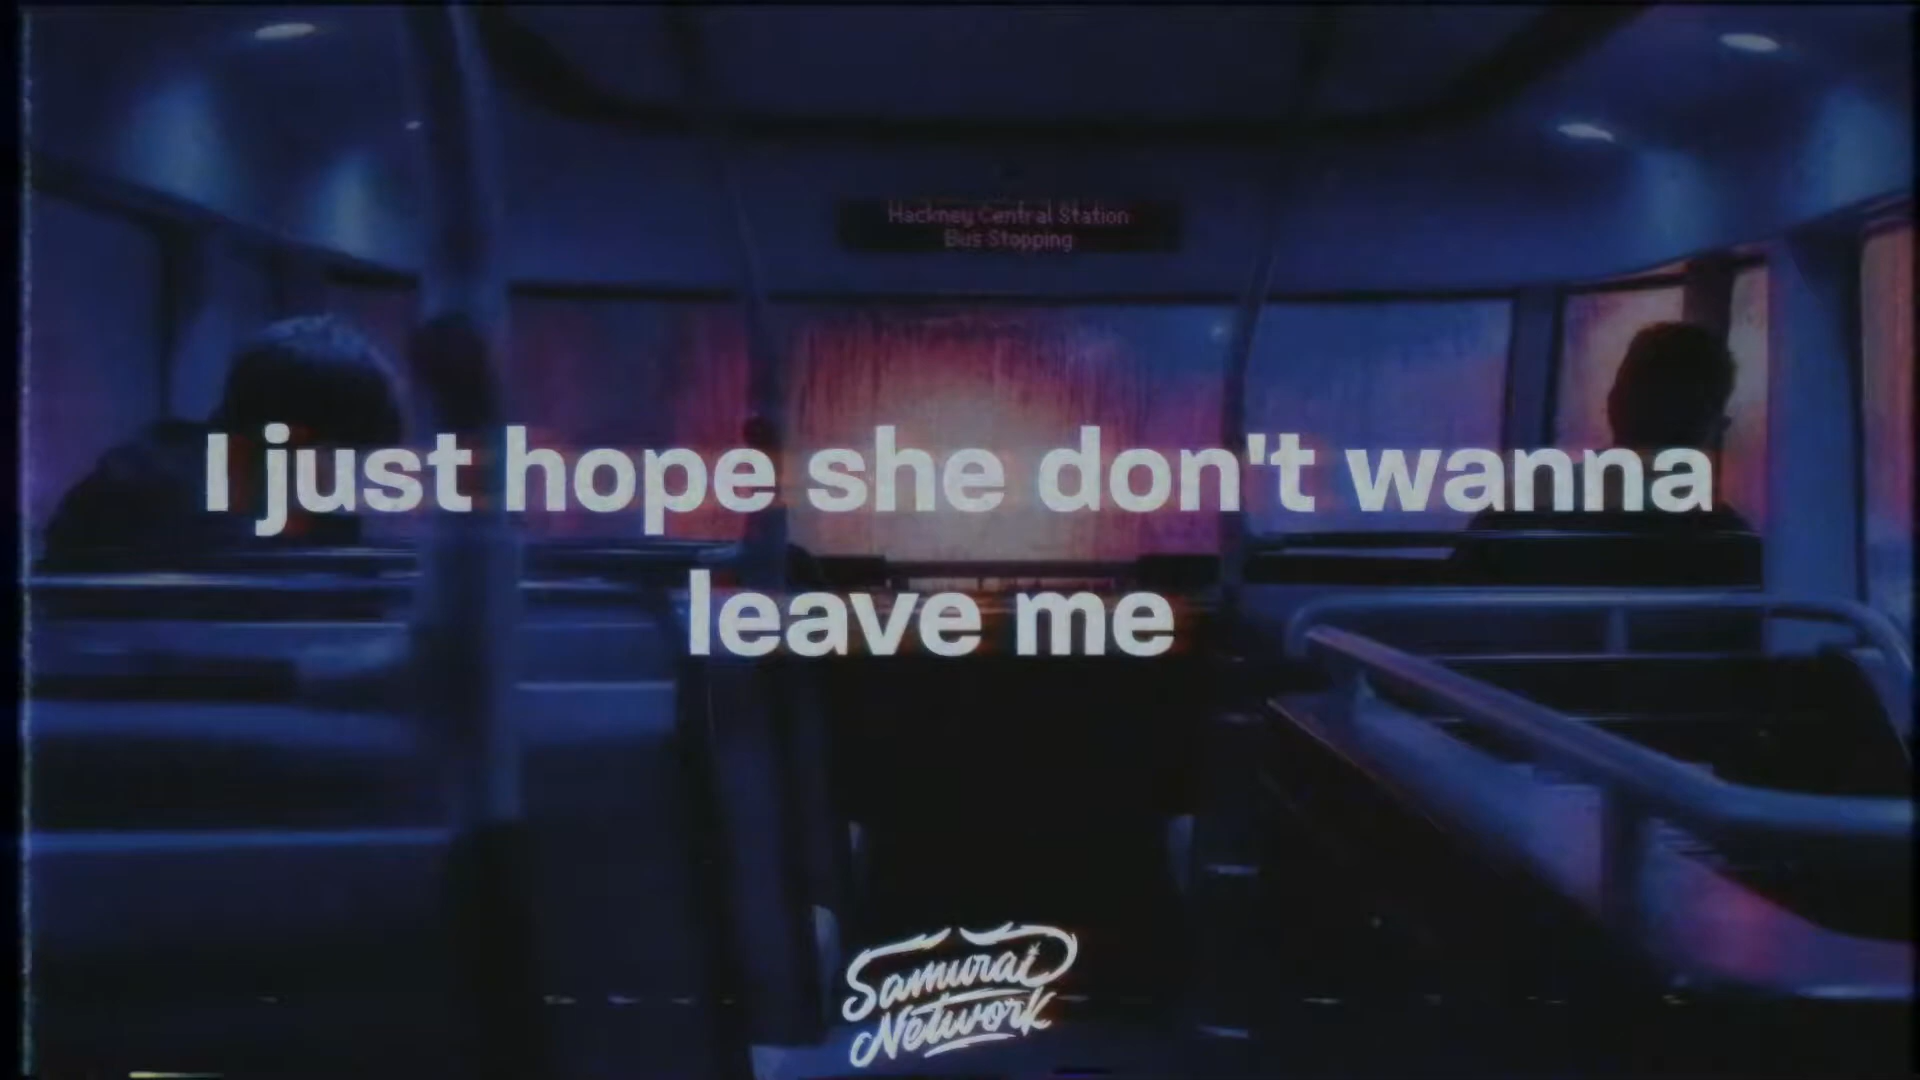 Hackney Central Station
Bus Stopping
I just hope she don't wanna
leave me
Samurai
Network